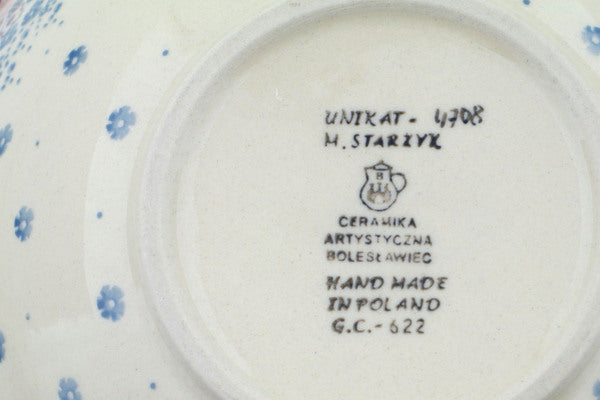 UNIKAT - 4708
M. STARZYK
B
CERAMIKA
ARTYSTYCZNA
BOLESŁAWIEC
HAND MADE
IN POLAND
G.C. - 622